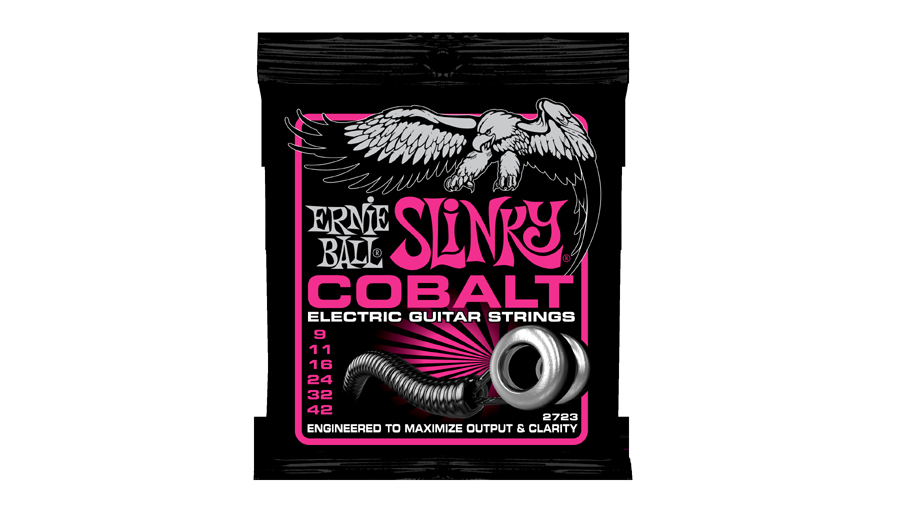 ERNIE BALL® SLINKY®
COBALT
ELECTRIC GUITAR STRINGS
9
11
16
24
32
42
2723
ENGINEERED TO MAXIMIZE OUTPUT & CLARITY